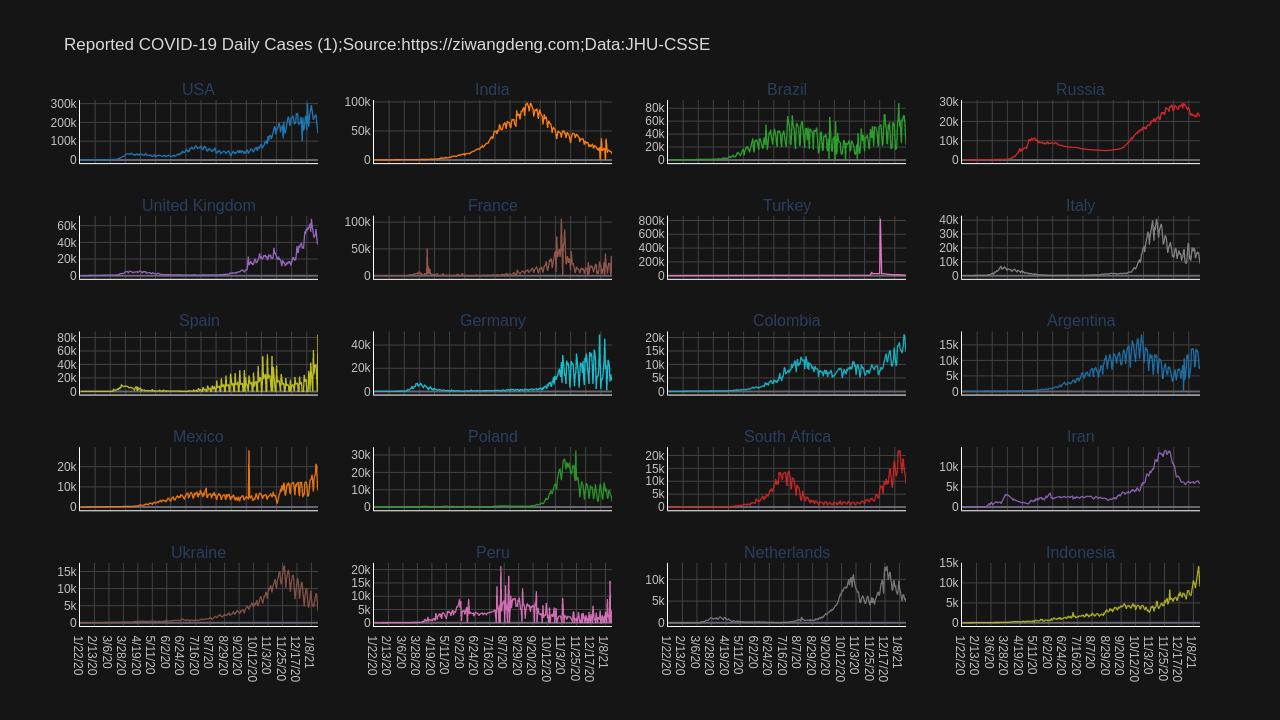 Reported COVID-19 Daily Cases (1);Source:https://ziwangdeng.com;Data:JHU-CSSE
USA
300k
200k
100k
0
India
100k
50k
0
Brazil
80k
60k
40k
20k
0
Russia
30k
20k
10k
0
United Kingdom
60k
40k
20k
0
France
100k
50k
0
Turkey
800k
600k
400k
200k
0
Italy
40k
30k
20k
10k
0
Spain
80k
60k
40k
20k
0
Germany
40k
20k
0
Colombia
20k
15k
10k
5k
0
Argentina
15k
10k
5k
0
Mexico
20k
10k
0
Poland
30k
20k
10k
0
South Africa
20k
15k
10k
5k
0
Iran
10k
5k
0
Ukraine
15k
10k
5k
0
Peru
20k
15k
10k
5k
0
Netherlands
10k
5k
0
Indonesia
15k
10k
5k
0
1/22/20
2/13/20
3/6/20
3/28/20
4/19/20
5/11/20
6/2/20
6/24/20
7/16/20
8/7/20
8/29/20
9/20/20
10/12/20
11/3/20
11/25/20
12/17/20
1/8/21
1/22/20
2/13/20
3/6/20
3/28/20
4/19/20
5/11/20
6/2/20
6/24/20
7/16/20
8/7/20
8/29/20
9/20/20
10/12/20
11/3/20
11/25/20
12/17/20
1/8/21
1/22/20
2/13/20
3/6/20
3/28/20
4/19/20
5/11/20
6/2/20
6/24/20
7/16/20
8/7/20
8/29/20
9/20/20
10/12/20
11/3/20
11/25/20
12/17/20
1/8/21
1/22/20
2/13/20
3/6/20
3/28/20
4/19/20
5/11/20
6/2/20
6/24/20
7/16/20
8/7/20
8/29/20
9/20/20
10/12/20
11/3/20
11/25/20
12/17/20
1/8/21